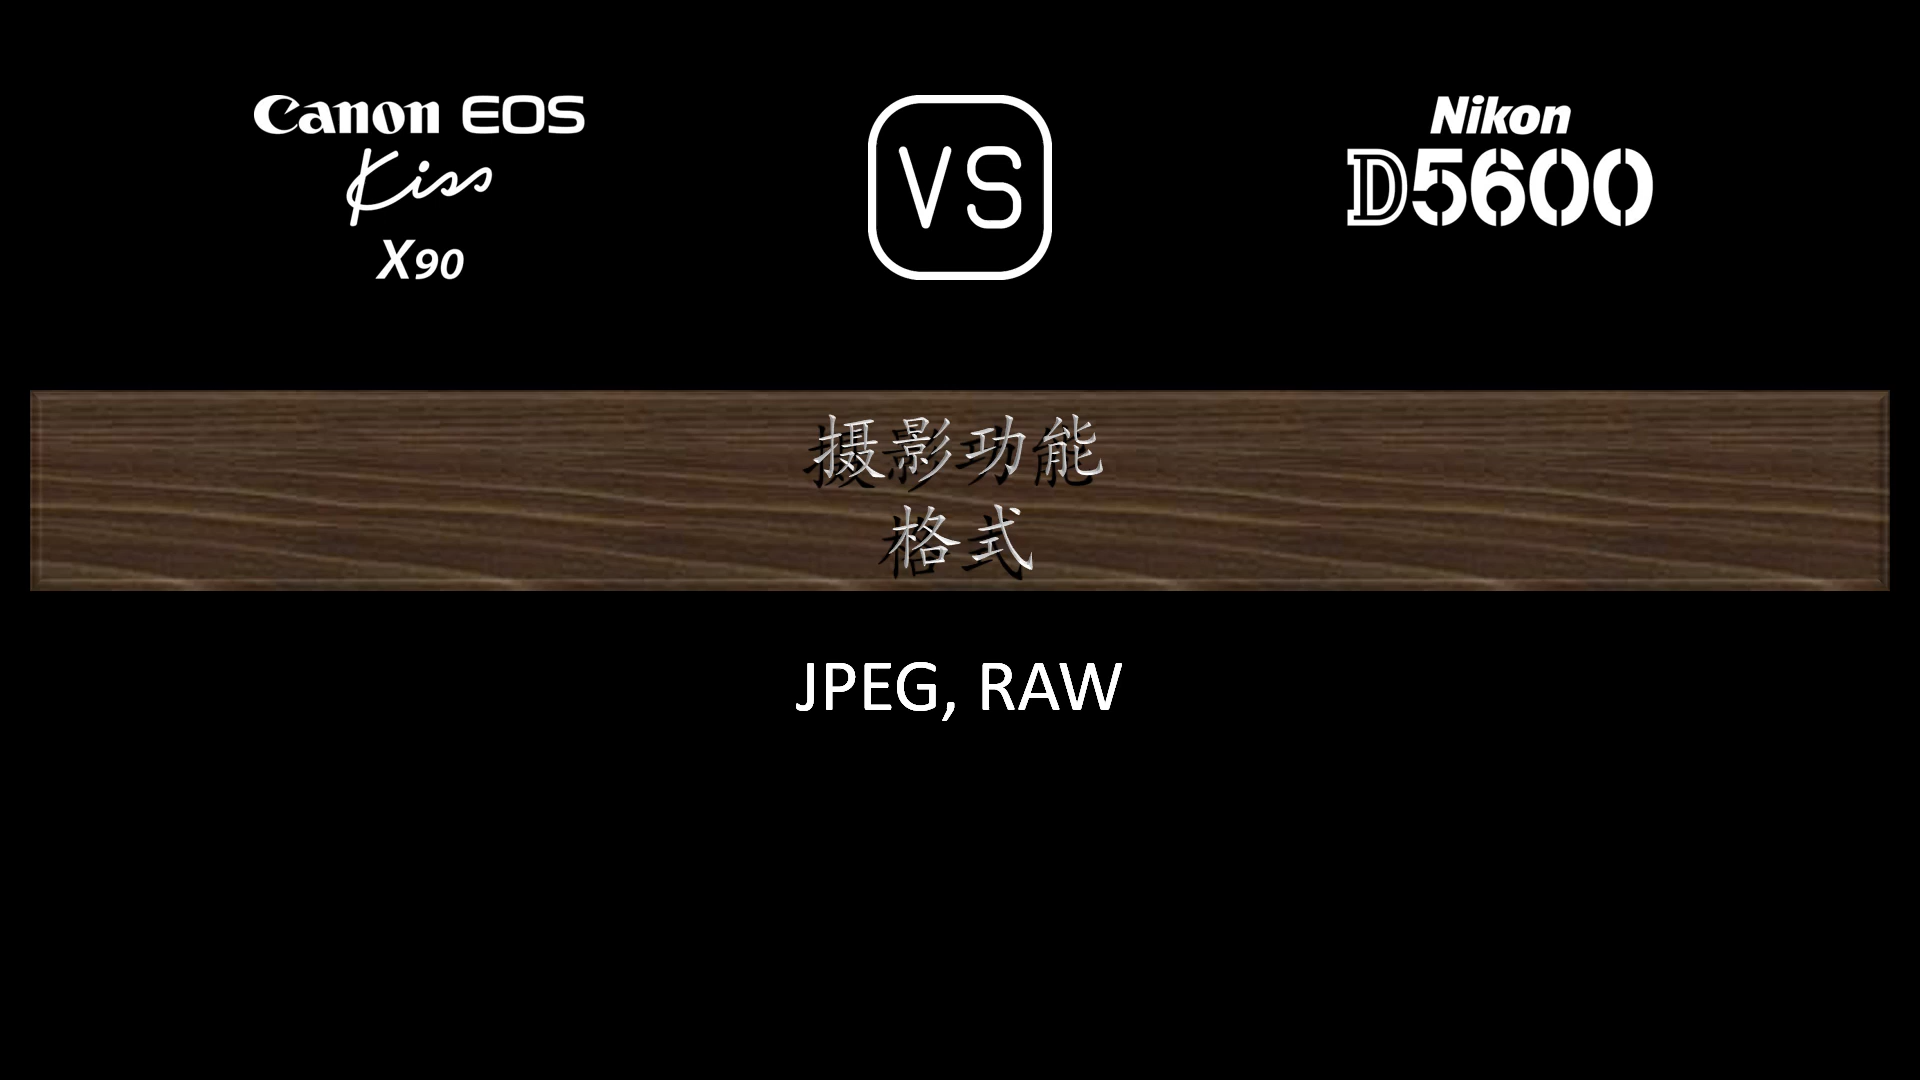 Canon EOS
Kiss
X90
VS
Nikon
D5600
摄影功能
格式
JPEG, RAW